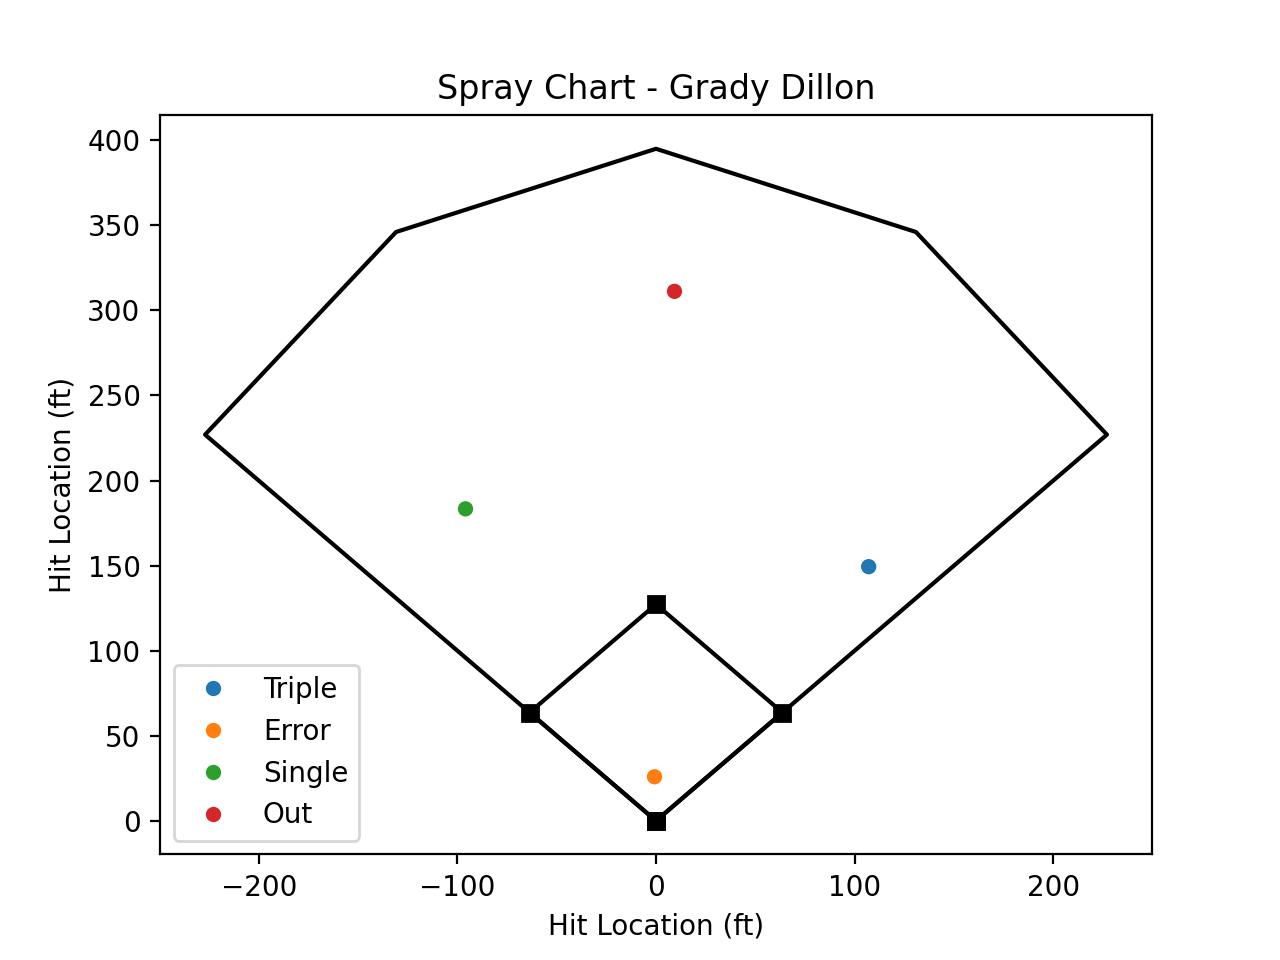 Spray Chart - Grady Dillon
400
350
300
250
200
150
100
50
0
Hit Location (ft)
Triple
Error
Single
Out
−200
−100
0
100
200
Hit Location (ft)